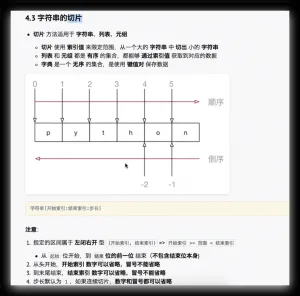 4.3 字符串的切片
切片 方法适用于 字符串、列表、元组
切片 使用 索引值 来限定范围，从一个大的 字符串 中 切出 小的 字符串
列表 和 元组 都是 有序 的集合，都能够 通过索引值 获取到对应的数据
字典 是一个 无序 的集合，是使用 键值对 保存数据
0 1 2 3 4 5
顺序
p y t h o n
倒序
-2 -1
字符串[开始索引:结束索引:步长]
注意：
1. 指定的区间属于 左闭右开 型 [开始索引, 结束索引) => 开始索引 >= 范围 < 结束索引
从 起始 位开始，到 结束 位的前一位 结束（不包含结束位本身）
2. 从头开始，开始索引 数字可以省略，冒号不能省略
3. 到末尾结束，结束索引 数字可以省略，冒号不能省略
4. 步长默认为 1，如果连续切片，数字和冒号都可以省略